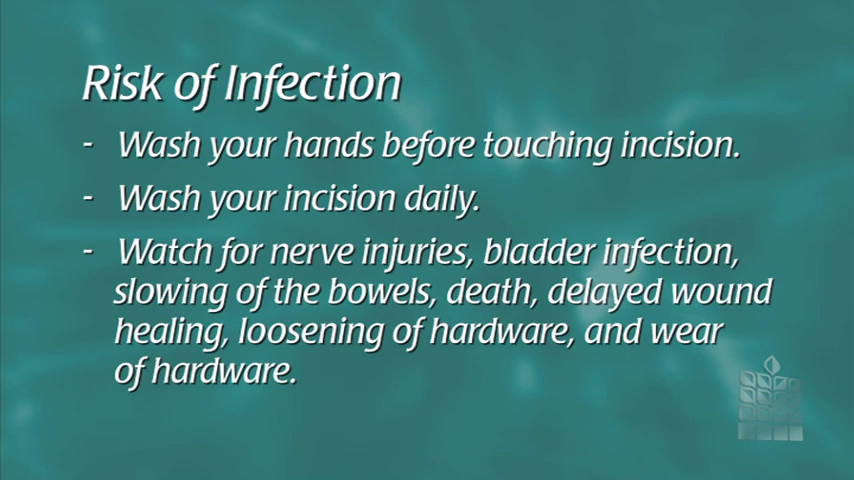 Risk of Infection
- Wash your hands before touching incision.
- Wash your incision daily.
- Watch for nerve injuries, bladder infection,
slowing of the bowels, death, delayed wound
healing, loosening of hardware, and wear
of hardware.